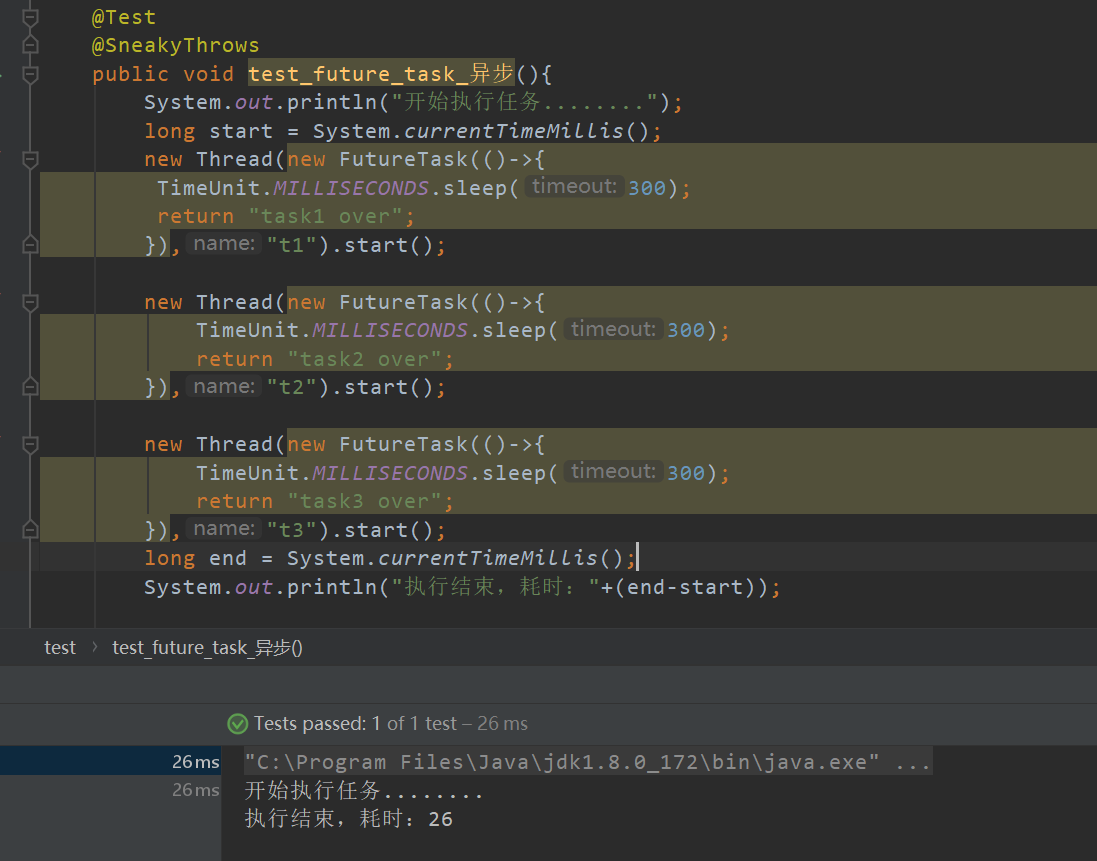 @Test
@SneakyThrows
public void test_future_task_异步(){
System.out.println("开始执行任务........");
long start = System.currentTimeMillis();
new Thread(new FutureTask(()->{
TimeUnit.MILLISECONDS.sleep( timeout: 300);
return "task1 over";
}), name: "t1").start();
new Thread(new FutureTask(()->{
TimeUnit.MILLISECONDS.sleep( timeout: 300);
return "task2 over";
}), name: "t2").start();
new Thread(new FutureTask(()->{
TimeUnit.MILLISECONDS.sleep( timeout: 300);
return "task3 over";
}), name: "t3").start();
long end = System.currentTimeMillis();
System.out.println("执行结束，耗时："+(end-start));
test › test_future_task_异步()
Tests passed: 1 of 1 test – 26 ms
26 ms "C:\Program Files\Java\jdk1.8.0_172\bin\java.exe" ...
26 ms 开始执行任务........
执行结束，耗时：26